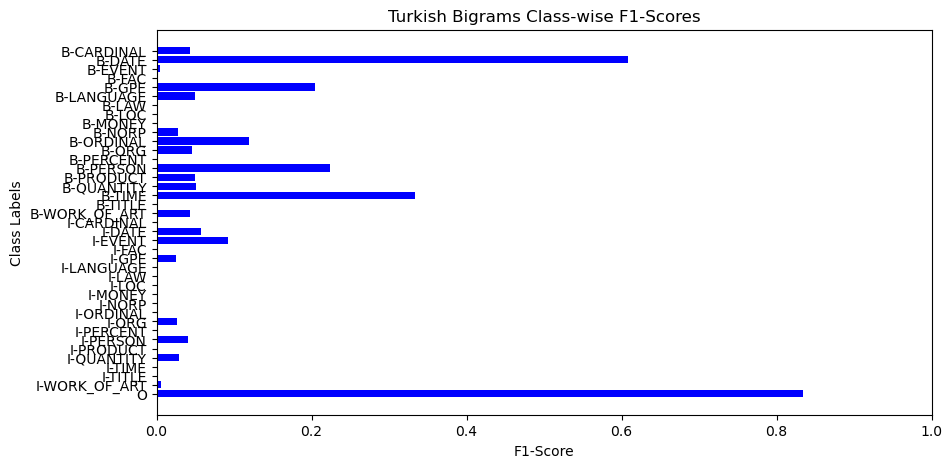 Turkish Bigrams Class-wise F1-Scores
Class Labels
B-CARDINAL
B-DATE
B-EVENT
B-FAC
B-GPE
B-LANGUAGE
B-LAW
B-LOC
B-MONEY
B-NORP
B-ORDINAL
B-ORG
B-PERCENT
B-PERSON
B-PRODUCT
B-QUANTITY
B-TIME
B-TITLE
B-WORK_OF_ART
I-CARDINAL
I-DATE
I-EVENT
I-FAC
I-GPE
I-LANGUAGE
I-LAW
I-LOC
I-MONEY
I-NORP
I-ORDINAL
I-ORG
I-PERCENT
I-PERSON
I-PRODUCT
I-QUANTITY
I-TIME
I-TITLE
I-WORK_OF_ART
O
0.0 0.2 0.4 0.6 0.8 1.0
F1-Score